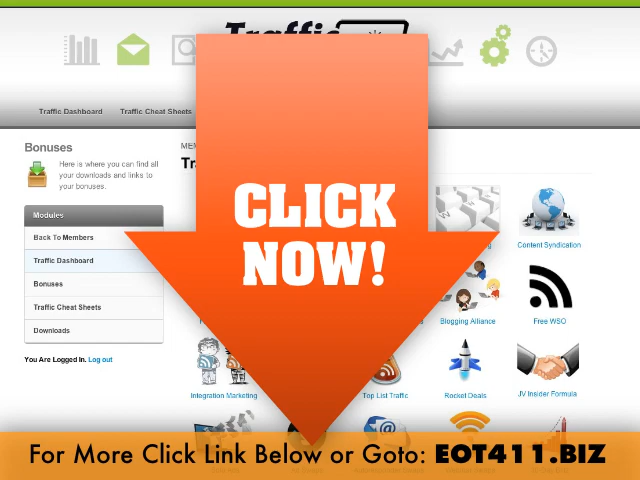 Traffic
Traffic Dashboard
Traffic Cheat Sheets
Bonuses
Here is where you can find all
your downloads and links to
your bonuses.
Modules
Back To Members
Traffic Dashboard
Bonuses
Traffic Cheat Sheets
Downloads
You Are Logged In. Log out
CLICK
NOW!
Content Syndication
Blogging Alliance
Free WSO
Integration Marketing
Top List Traffic
Rocket Deals
JV Insider Formula
For More Click Link Below or Goto: EOT411.BIZ